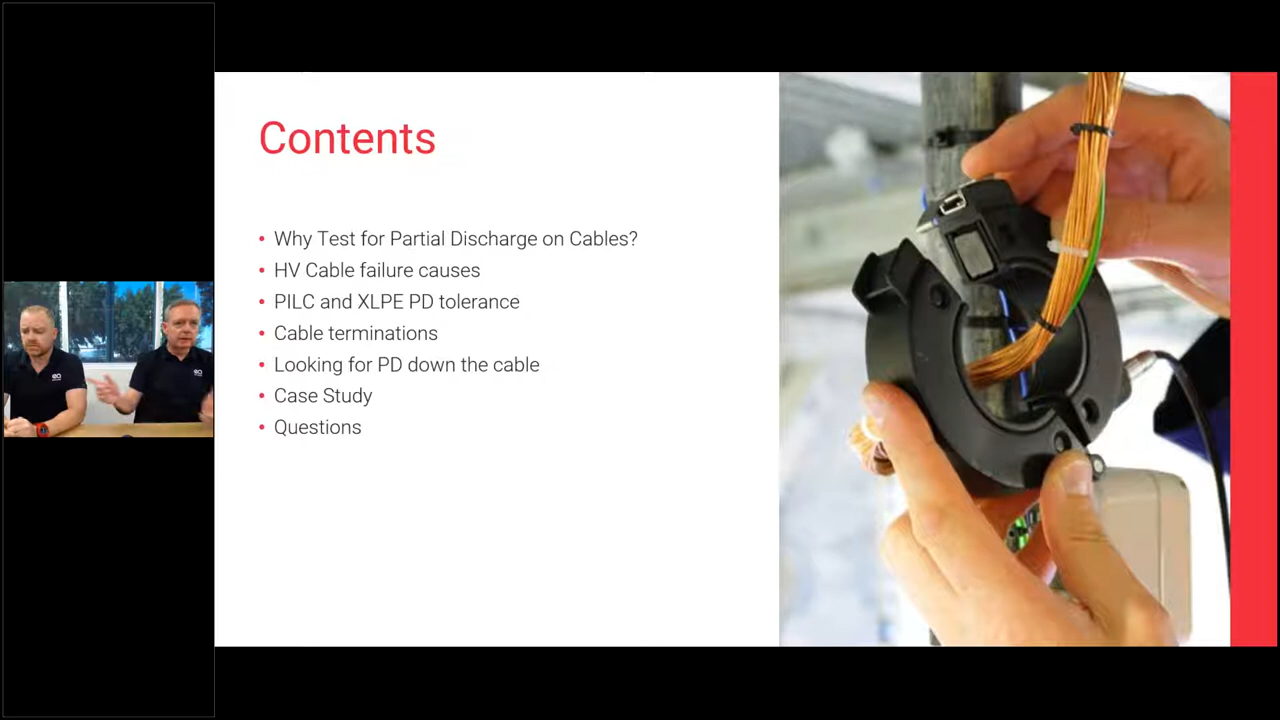 Contents
Why Test for Partial Discharge on Cables?
HV Cable failure causes
PILC and XLPE PD tolerance
Cable terminations
Looking for PD down the cable
Case Study
Questions